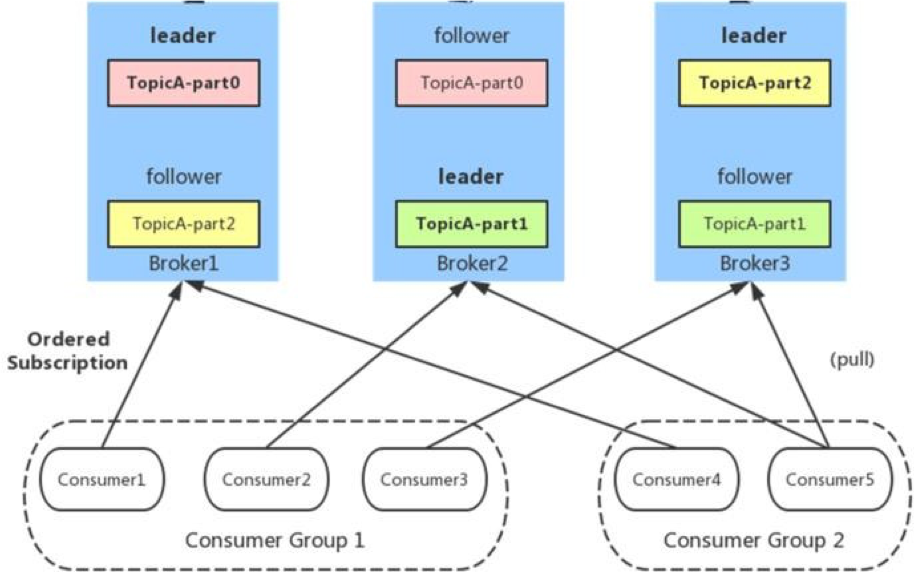 leader
TopicA-part0
follower
TopicA-part2
Broker1
follower
TopicA-part0
leader
TopicA-part1
Broker2
leader
TopicA-part2
follower
TopicA-part1
Broker3
Ordered
Subscription
(pull)
Consumer1
Consumer2
Consumer3
Consumer Group 1
Consumer4
Consumer5
Consumer Group 2